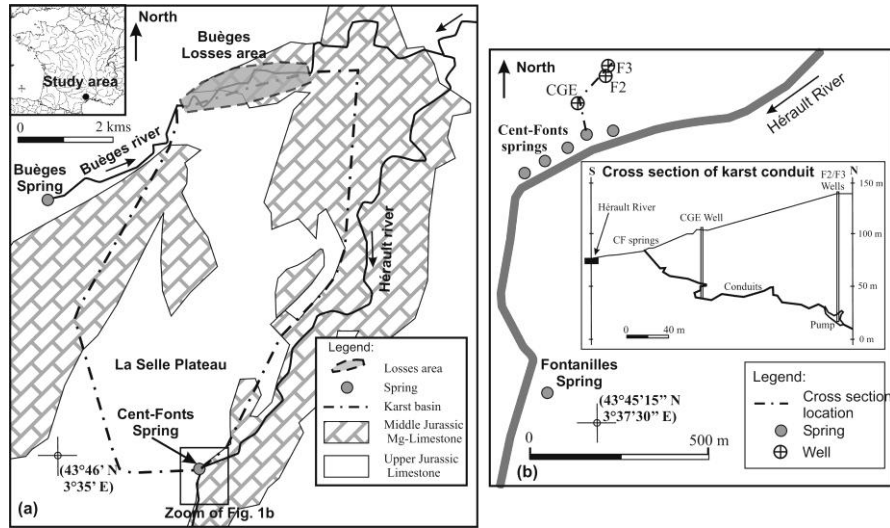 North
Study area
0 2 kms
Buèges
Losses area
Buèges river
Buèges
Spring
Hérault river
La Selle Plateau
Cent-Fonts
Spring
(43°46' N
3°35' E)
(a)
Zoom of Fig. 1b
Legend:
Losses area
Spring
Karst basin
Middle Jurassic
Mg-Limestone
Upper Jurassic
Limestone
(b)
North
F3
F2
CGE
Cent-Fonts
springs
Hérault River
Cross section of karst conduit
S
N
F2/F3
Wells
150 m
Hérault River
CGE Well
CF springs
100 m
Conduits
50 m
Pump
0 m
0 40 m
Fontanilles
Spring
(43°45'15'' N
3°37'30'' E)
0 500 m
Legend:
Cross section
location
Spring
Well